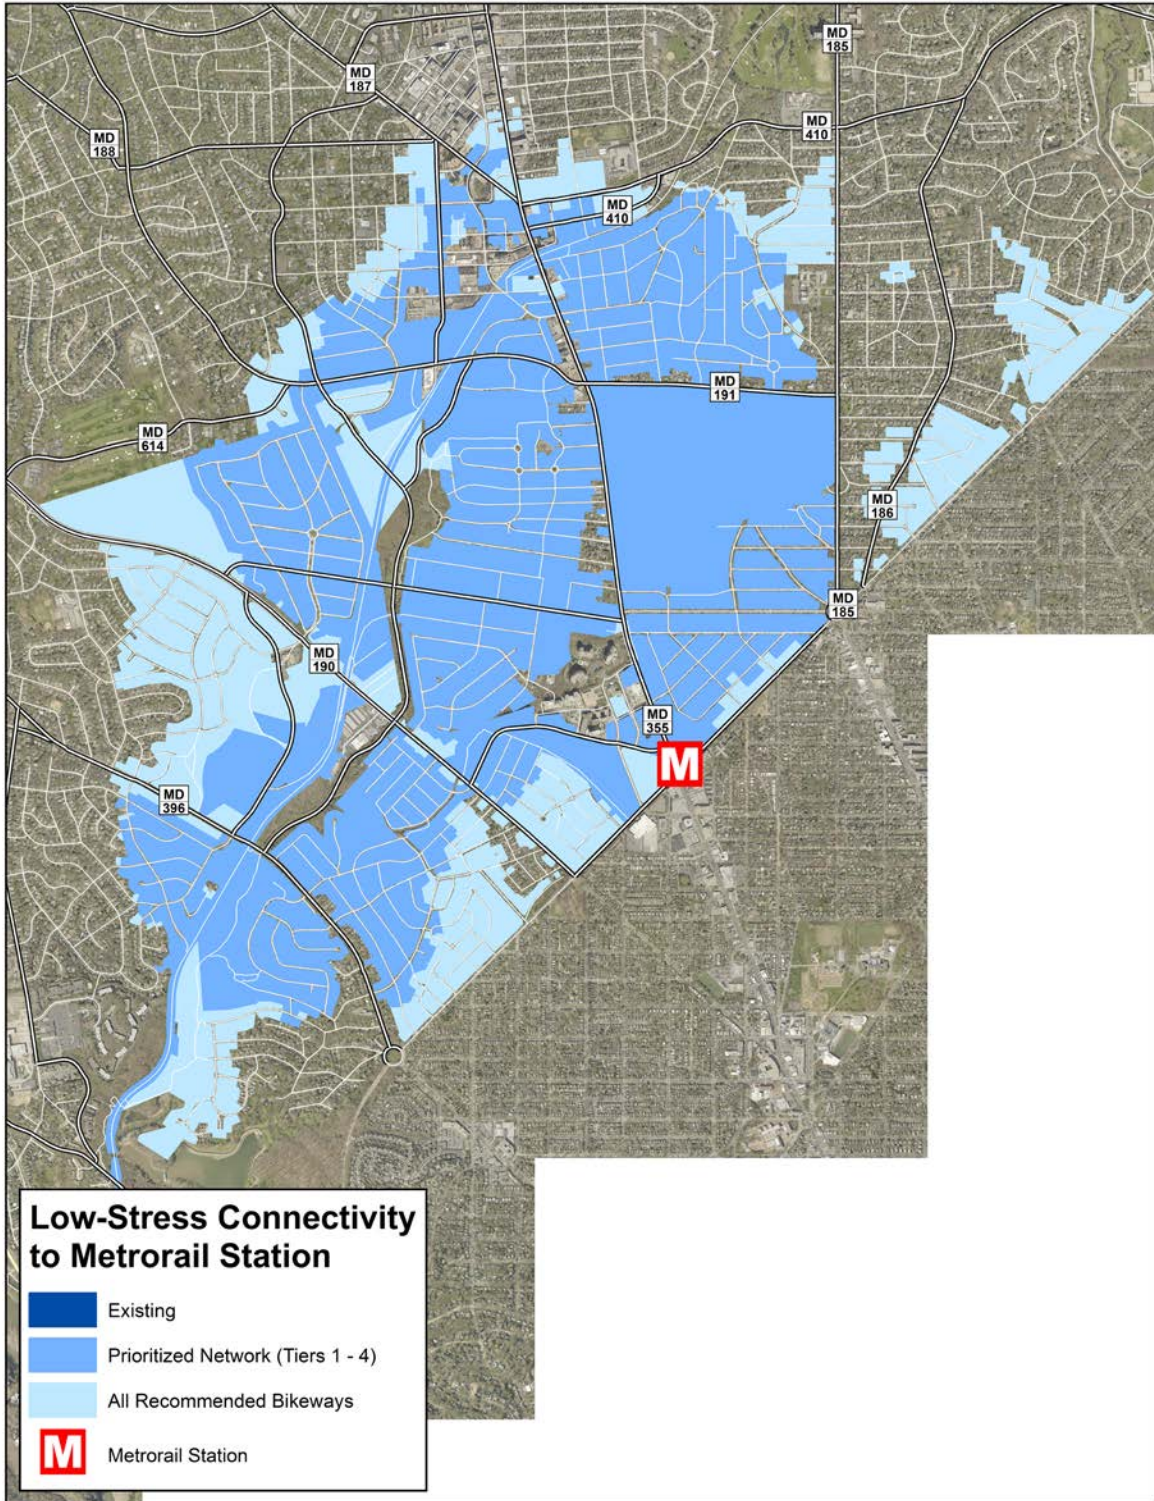 MD
185
MD
187
MD
410
MD
188
MD
410
MD
191
MD
614
MD
186
MD
185
MD
190
MD
355
M
MD
396
Low-Stress Connectivity
to Metrorail Station
Existing
Prioritized Network (Tiers 1 - 4)
All Recommended Bikeways
M Metrorail Station